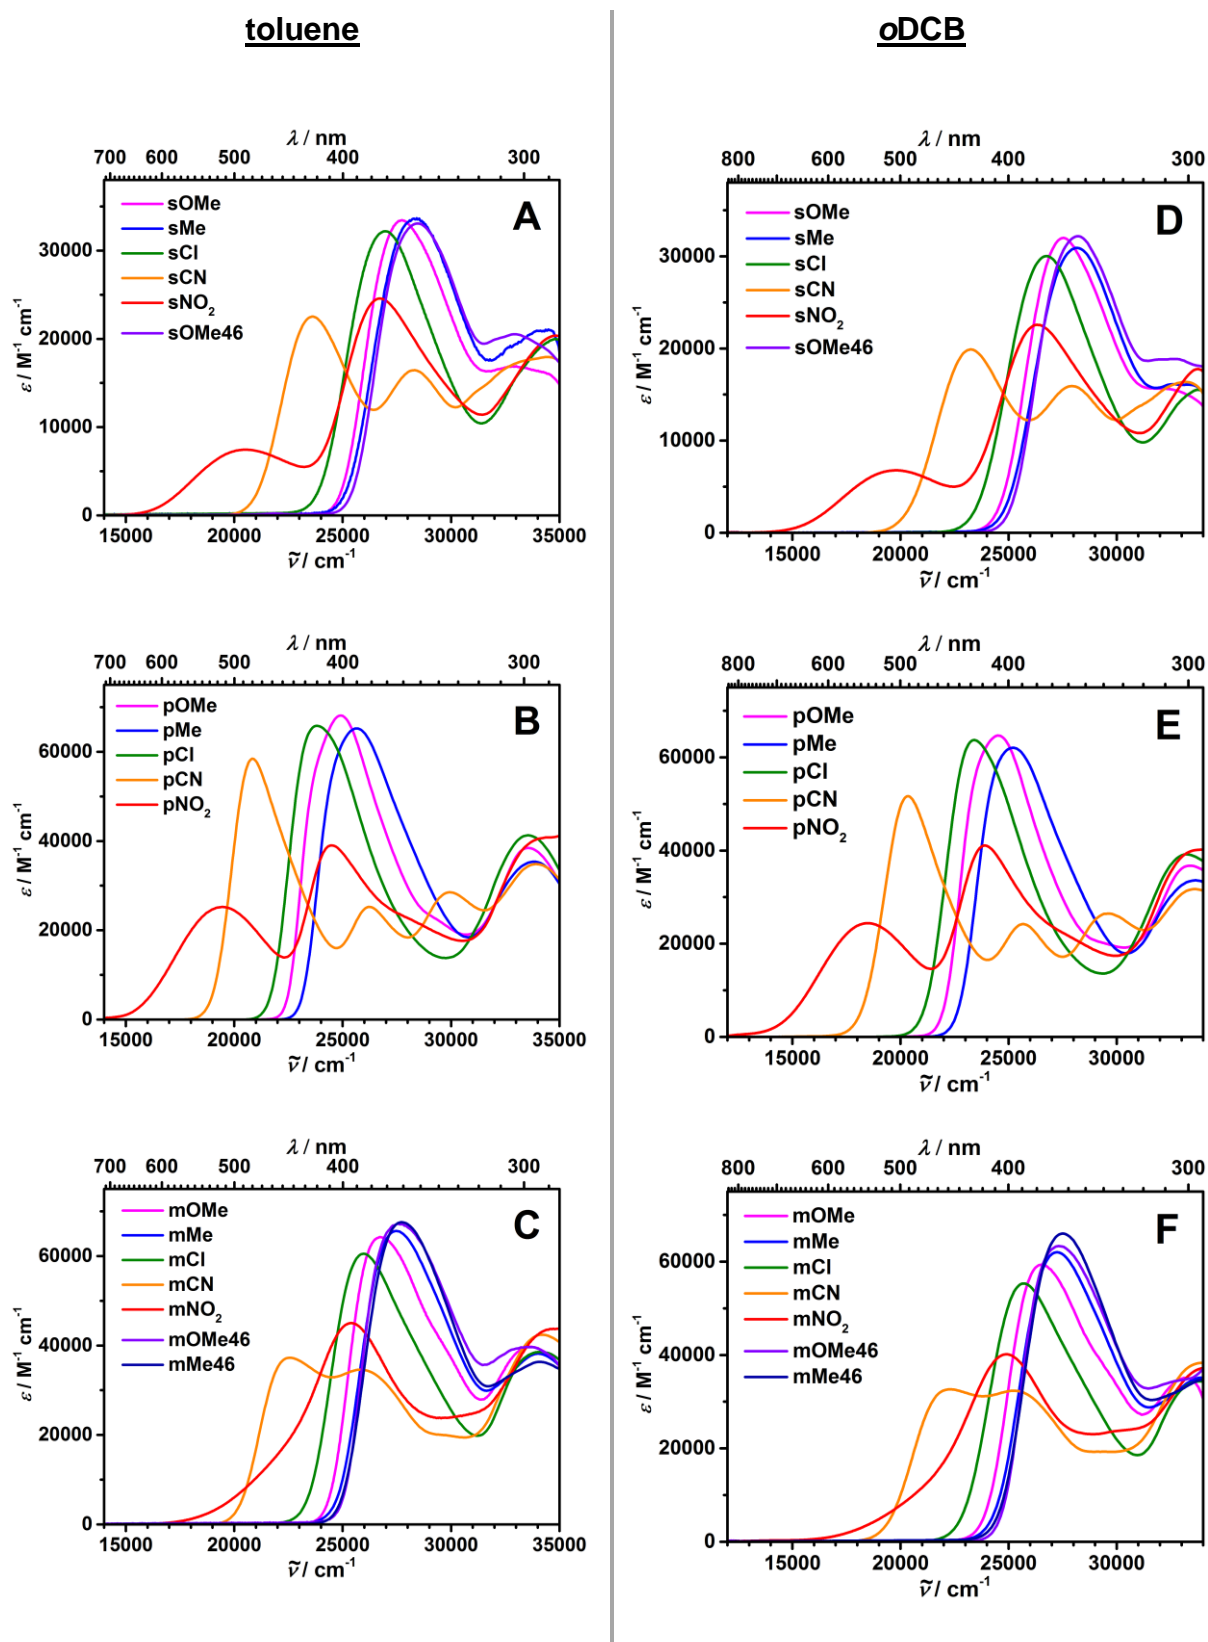 toluene
oDCB
λ / nm
700 600 500 400 300
A
sOMe
sMe
sCl
sCN
sNO2
sOMe46
ε / M-1 cm-1
30000
20000
10000
0
15000 20000 25000 30000 35000
ṽ / cm-1
λ / nm
800 700 600 500 400 300
D
sOMe
sMe
sCl
sCN
sNO2
sOMe46
ε / M-1 cm-1
30000
20000
10000
0
15000 20000 25000 30000
ṽ / cm-1
λ / nm
700 600 500 400 300
B
pOMe
pMe
pCl
pCN
pNO2
ε / M-1 cm-1
60000
40000
20000
0
15000 20000 25000 30000 35000
ṽ / cm-1
λ / nm
800 700 600 500 400 300
E
pOMe
pMe
pCl
pCN
pNO2
ε / M-1 cm-1
60000
40000
20000
0
15000 20000 25000 30000
ṽ / cm-1
λ / nm
700 600 500 400 300
C
mOMe
mMe
mCl
mCN
mNO2
mOMe46
mMe46
ε / M-1 cm-1
60000
40000
20000
0
15000 20000 25000 30000 35000
ṽ / cm-1
λ / nm
800 700 600 500 400 300
F
mOMe
mMe
mCl
mCN
mNO2
mOMe46
mMe46
ε / M-1 cm-1
60000
40000
20000
0
15000 20000 25000 30000
ṽ / cm-1